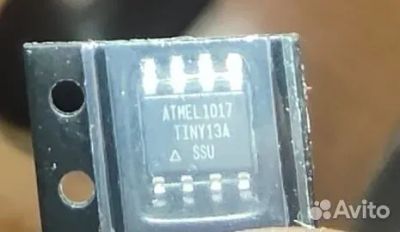 ATMEL1017
TINY13A
SSU
Avito